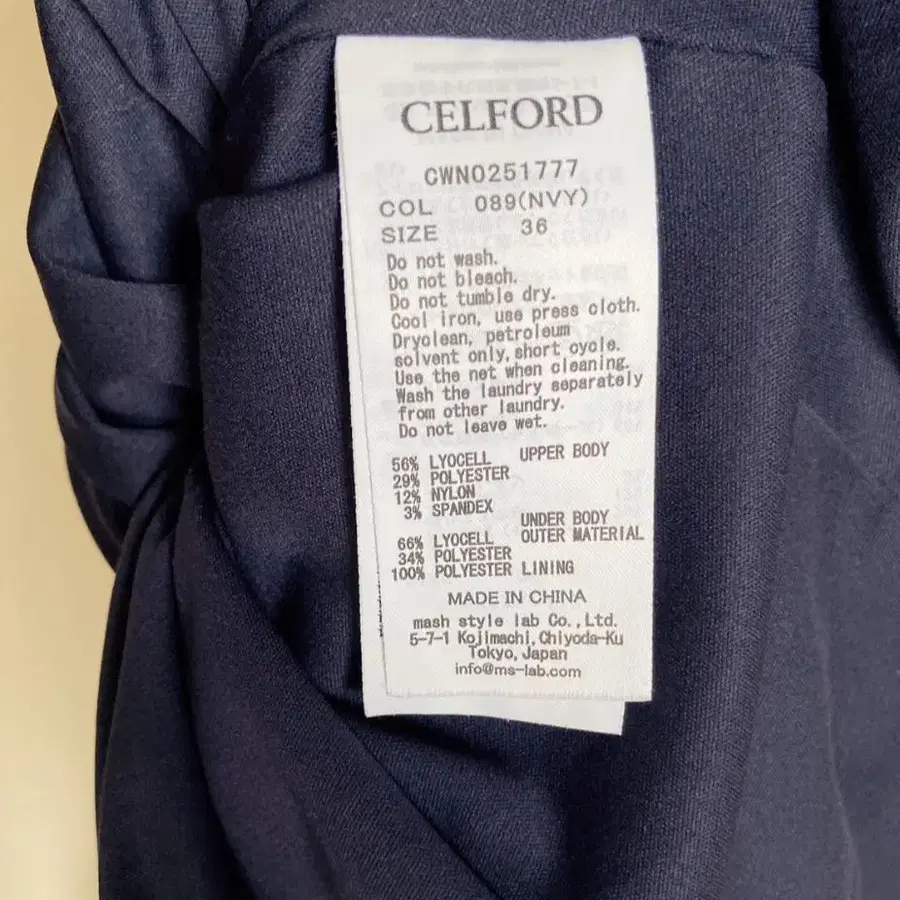 CELFORD
CWNO251777
COL 089(NVY)
SIZE 36
Do not wash.
Do not bleach.
Do not tumble dry.
Cool iron, use press cloth.
Dryclean, petroleum
solvent only, short cycle.
Use the net when cleaning.
Wash the laundry separately
from other laundry.
Do not leave wet.
56% LYOCELL UPPER BODY
29% POLYESTER
12% NYLON
3% SPANDEX
UNDER BODY
66% LYOCELL OUTER MATERIAL
34% POLYESTER
100% POLYESTER LINING
MADE IN CHINA
mash style lab Co., Ltd.
5-7-1 Kojimachi, Chiyoda-Ku
Tokyo, Japan
info@ms-lab.com